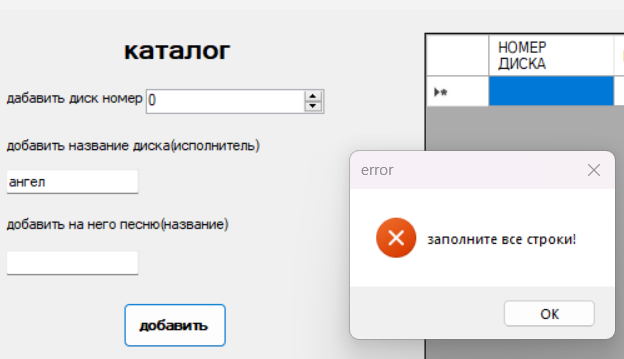 каталог
дабавить диск номер 0
добавить название диска(исполнитель)
ангел
добавить на него песню(название)
добавить
НОМЕР
ДИСКА
error
заполните все строки!
OK